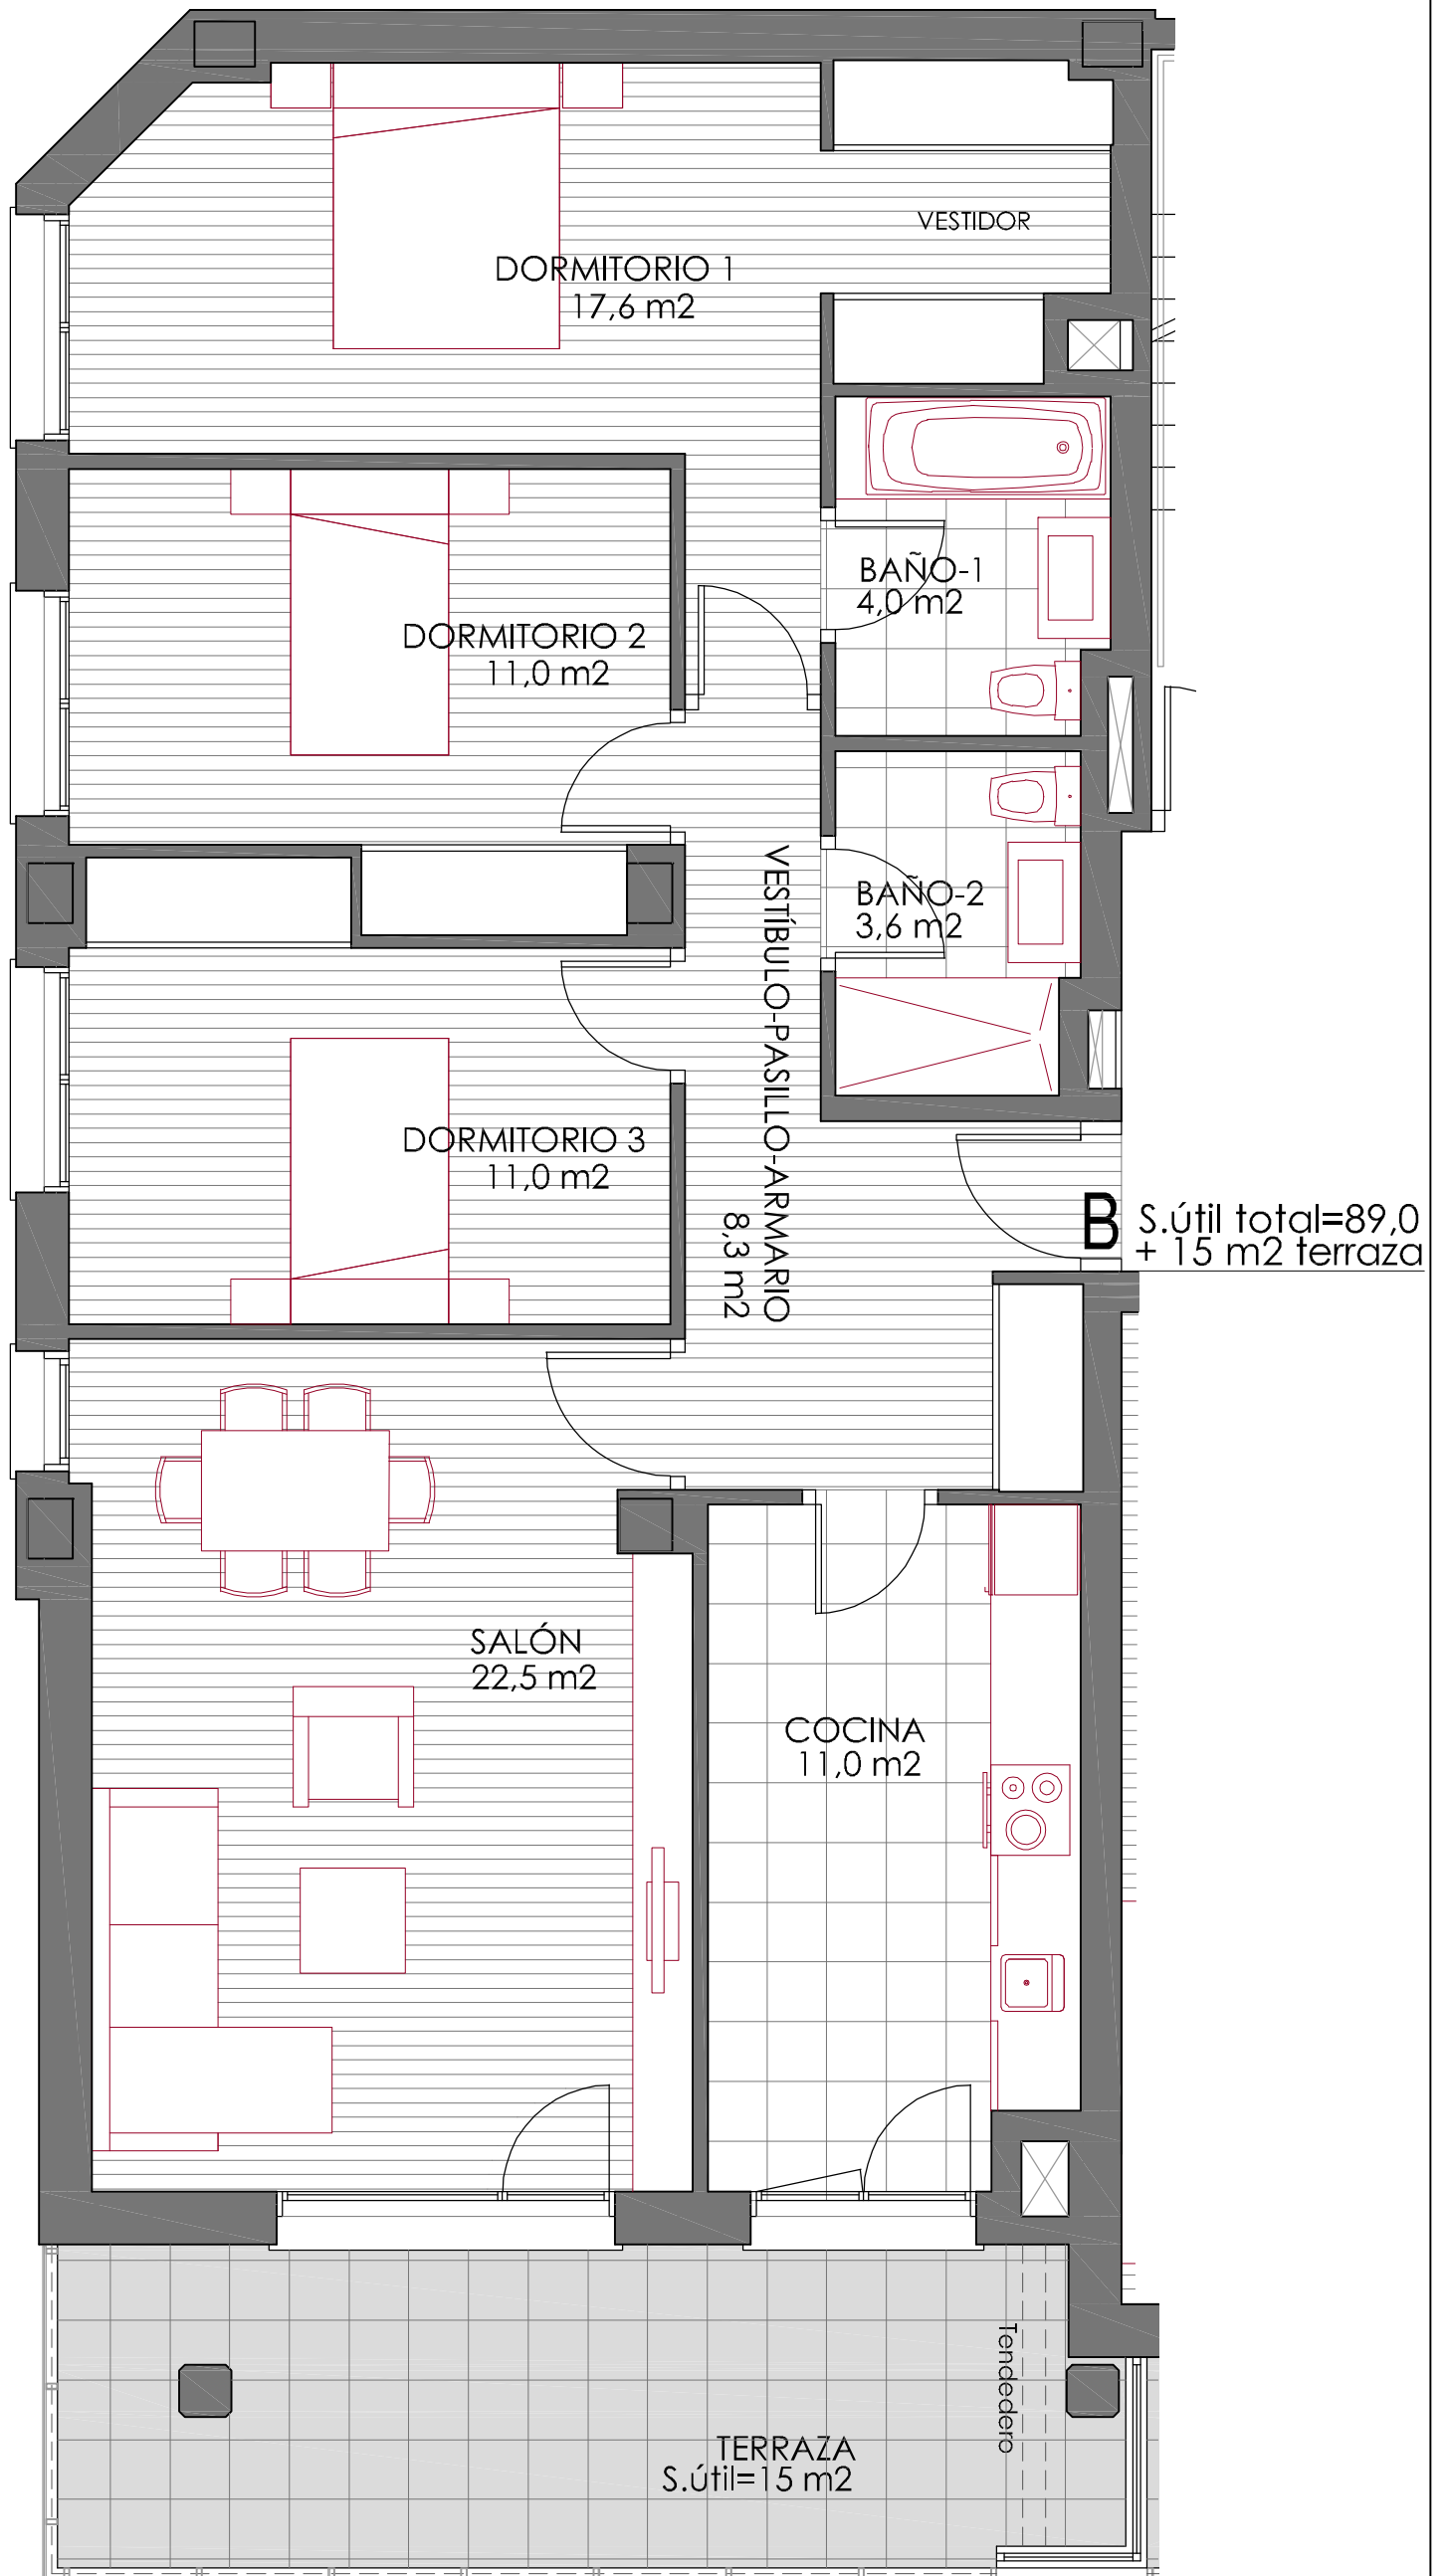 VESTIDOR
DORMITORIO 1
17,6 m2
BAÑO-1
4,0 m2
DORMITORIO 2
11,0 m2
BAÑO-2
3,6 m2
VESTÍBULO-PASILLO-ARMARIO
8,3 m2
DORMITORIO 3
11,0 m2
B
S.útil total=89,0
+ 15 m2 terraza
SALÓN
22,5 m2
COCINA
11,0 m2
Tendedero
TERRAZA
S.útil=15 m2